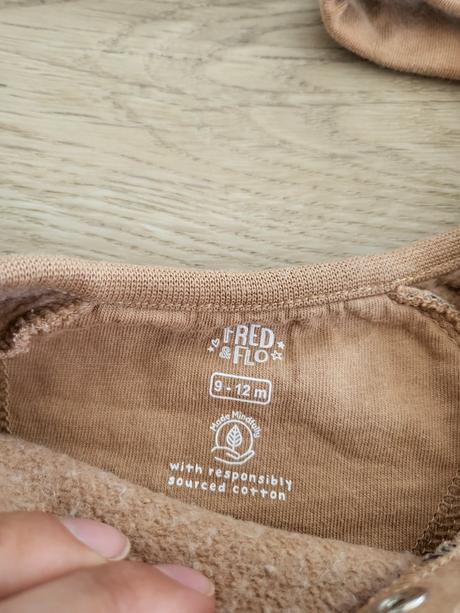 FRED
& FLO
9 - 12 m
Made Mindfully
with responsibly
sourced cotton